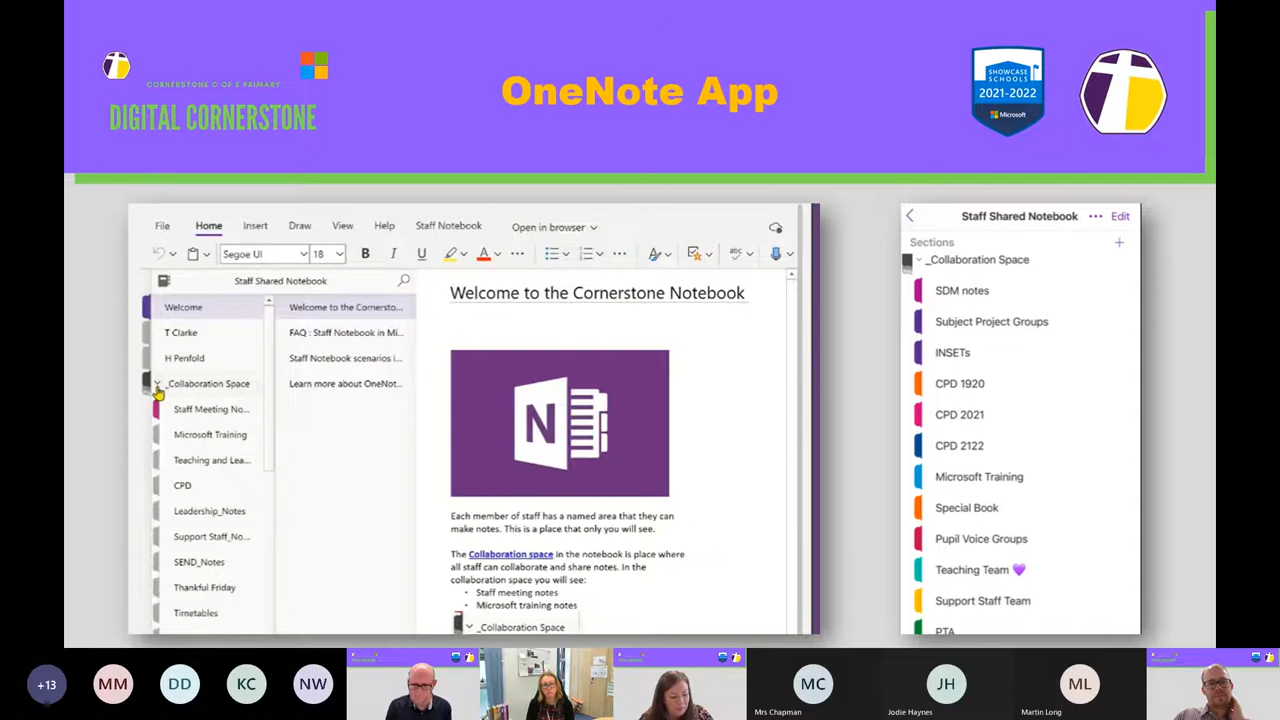 CORNERSTONE C OF E PRIMARY
DIGITAL CORNERSTONE
OneNote App
SHOWCASE
SCHOOLS
2021-2022
Microsoft
File Home Insert Draw View Help Staff Notebook Open in browser
Segoe UI 18 B I U A
Staff Shared Notebook
Welcome
T Clarke
H Penfold
_Collaboration Space
Staff Meeting No...
Microsoft Training
Teaching and Lea...
CPD
Leadership_Notes
Support Staff_No...
SEND_Notes
Thankful Friday
Timetables
Welcome to the Cornersto...
FAQ : Staff Notebook in Mi...
Staff Notebook scenarios i...
Learn more about OneNot...
Welcome to the Cornerstone Notebook
N
Each member of staff has a named area that they can
make notes. This is a place that only you will see.
The Collaboration space in the notebook is place where
all staff can collaborate and share notes. In the
collaboration space you will see:
• Staff meeting notes
• Microsoft training notes
_Collaboration Space
Staff Shared Notebook ••• Edit
Sections
_Collaboration Space
SDM notes
Subject Project Groups
INSETs
CPD 1920
CPD 2021
CPD 2122
Microsoft Training
Special Book
Pupil Voice Groups
Teaching Team 💜
Support Staff Team
PTA
+13 MM DD KC NW MC JH ML
Mrs Chapman Jodie Haynes Martin Long